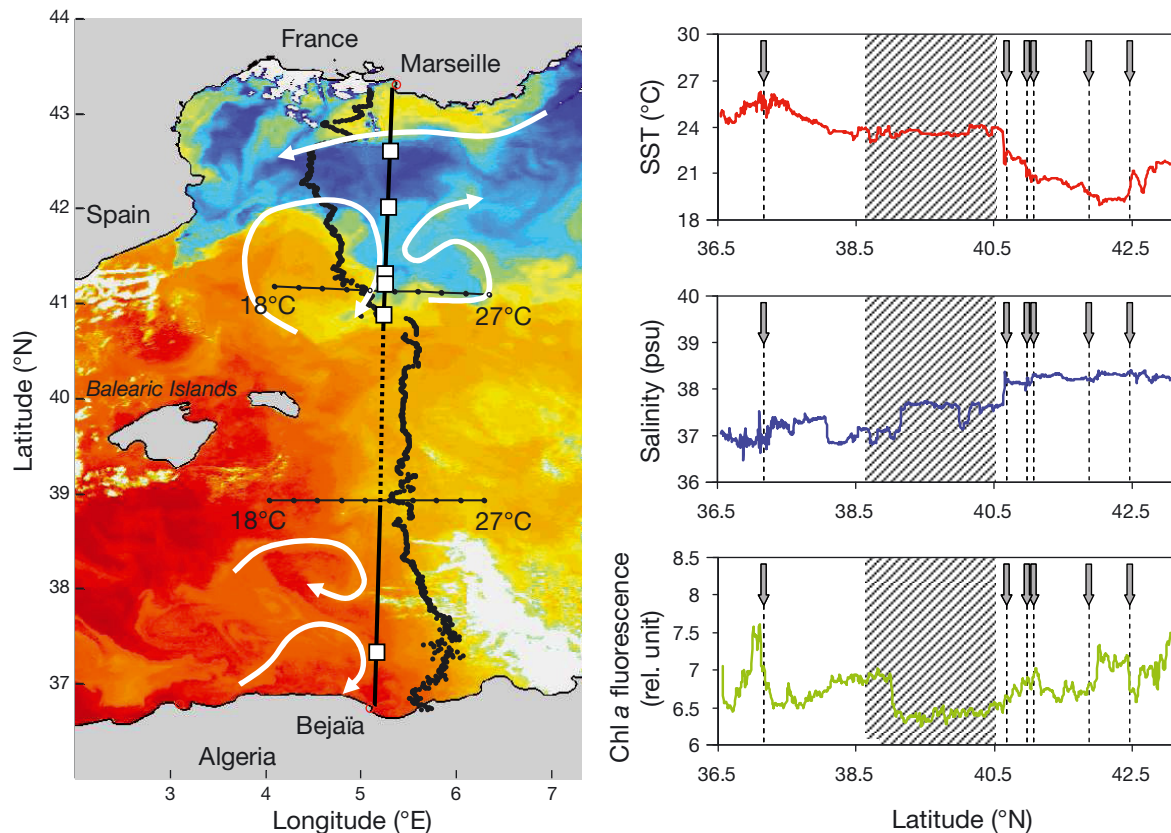 44
43
42
41
40
39
38
37
Latitude (°N)
France
Marseille
Spain
18°C
27°C
Balearic Islands
18°C
27°C
Bejaïa
Algeria
3
4
5
6
7
Longitude (°E)
SST
(°C)
30
27
24
21
18
36.5
38.5
40.5
42.5
Salinity (psu)
40
39
38
37
36
36.5
38.5
40.5
42.5
Chl a fluorescence
(rel. unit)
8.5
8
7.5
7
6.5
6
36.5
38.5
40.5
42.5
Latitude (°N)